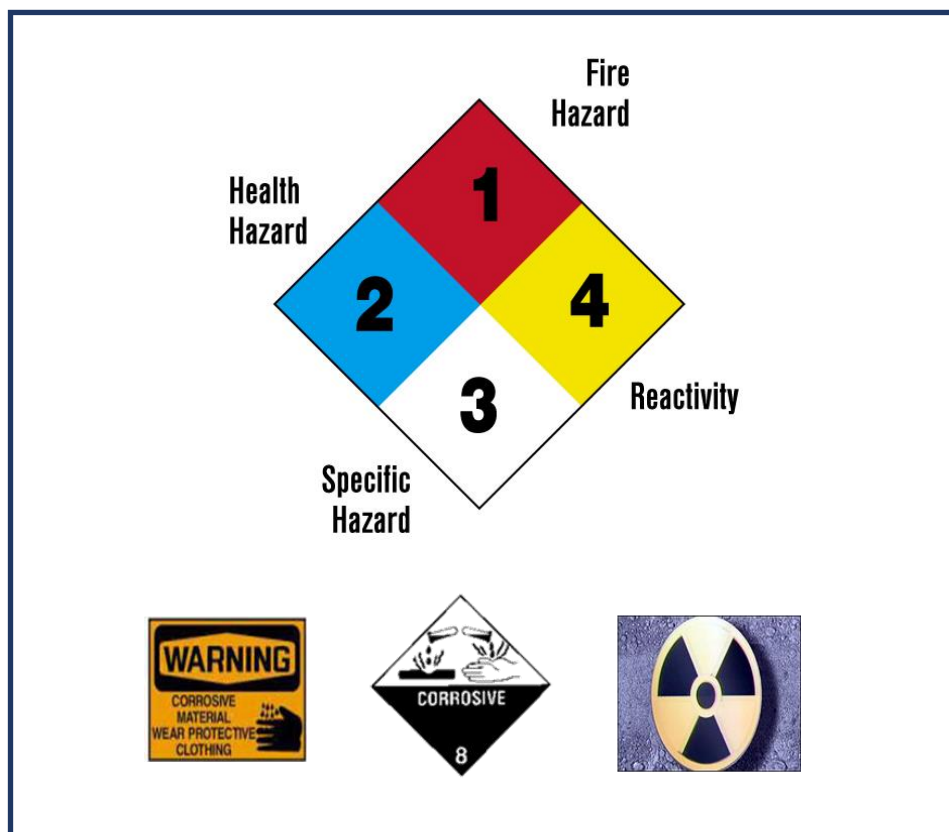 Fire
Hazard
1
Health
Hazard
2
4
3
Reactivity
Specific
Hazard
WARNING
CORROSIVE
MATERIAL
WEAR PROTECTIVE
CLOTHING
CORROSIVE
8